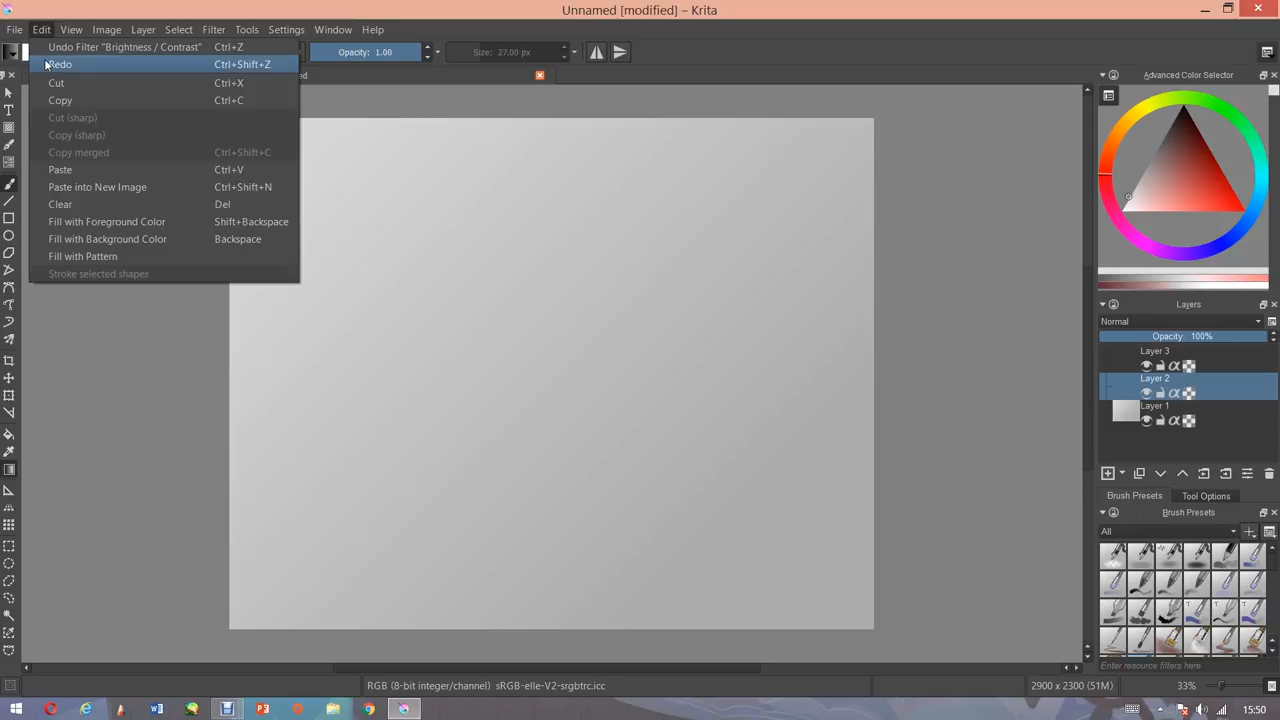 Unnamed [modified] – Krita
File Edit View Image Layer Select Filter Tools Settings Window Help
Undo Filter "Brightness / Contrast" Ctrl+Z
Opacity: 1.00
Size: 27.00 px
Redo Ctrl+Shift+Z
Cut Ctrl+X
Copy Ctrl+C
Cut (sharp)
Copy (sharp)
Copy merged Ctrl+Shift+C
Paste Ctrl+V
Paste into New Image Ctrl+Shift+N
Clear Del
Fill with Foreground Color Shift+Backspace
Fill with Background Color Backspace
Fill with Pattern
Stroke selected shapes
Advanced Color Selector
Layers
Normal
Opacity: 100%
Layer 3
Layer 2
Layer 1
Brush Presets Tool Options
Brush Presets
All
Enter resource filters here
RGB (8-bit integer/channel) sRGB-elle-V2-srgbtrc.icc
2900 x 2300 (51M)
33%
15:50